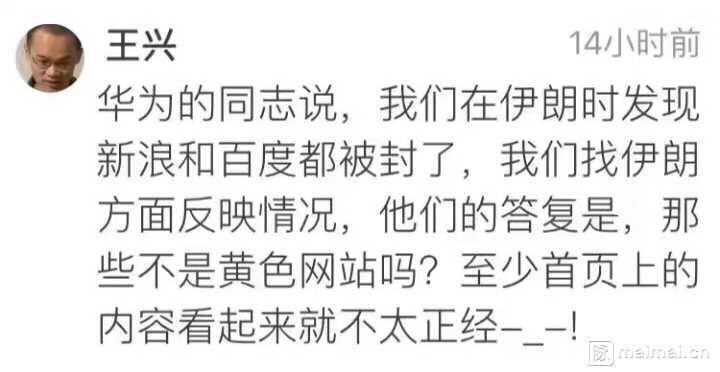 王兴
14小时前
华为的同志说，我们在伊朗时发现
新浪和百度都被封了，我们找伊朗
方面反映情况，他们的答复是，那
些不是黄色网站吗？至少首页上的
内容看起来就不太正经-_-!
脉 maimai.cn